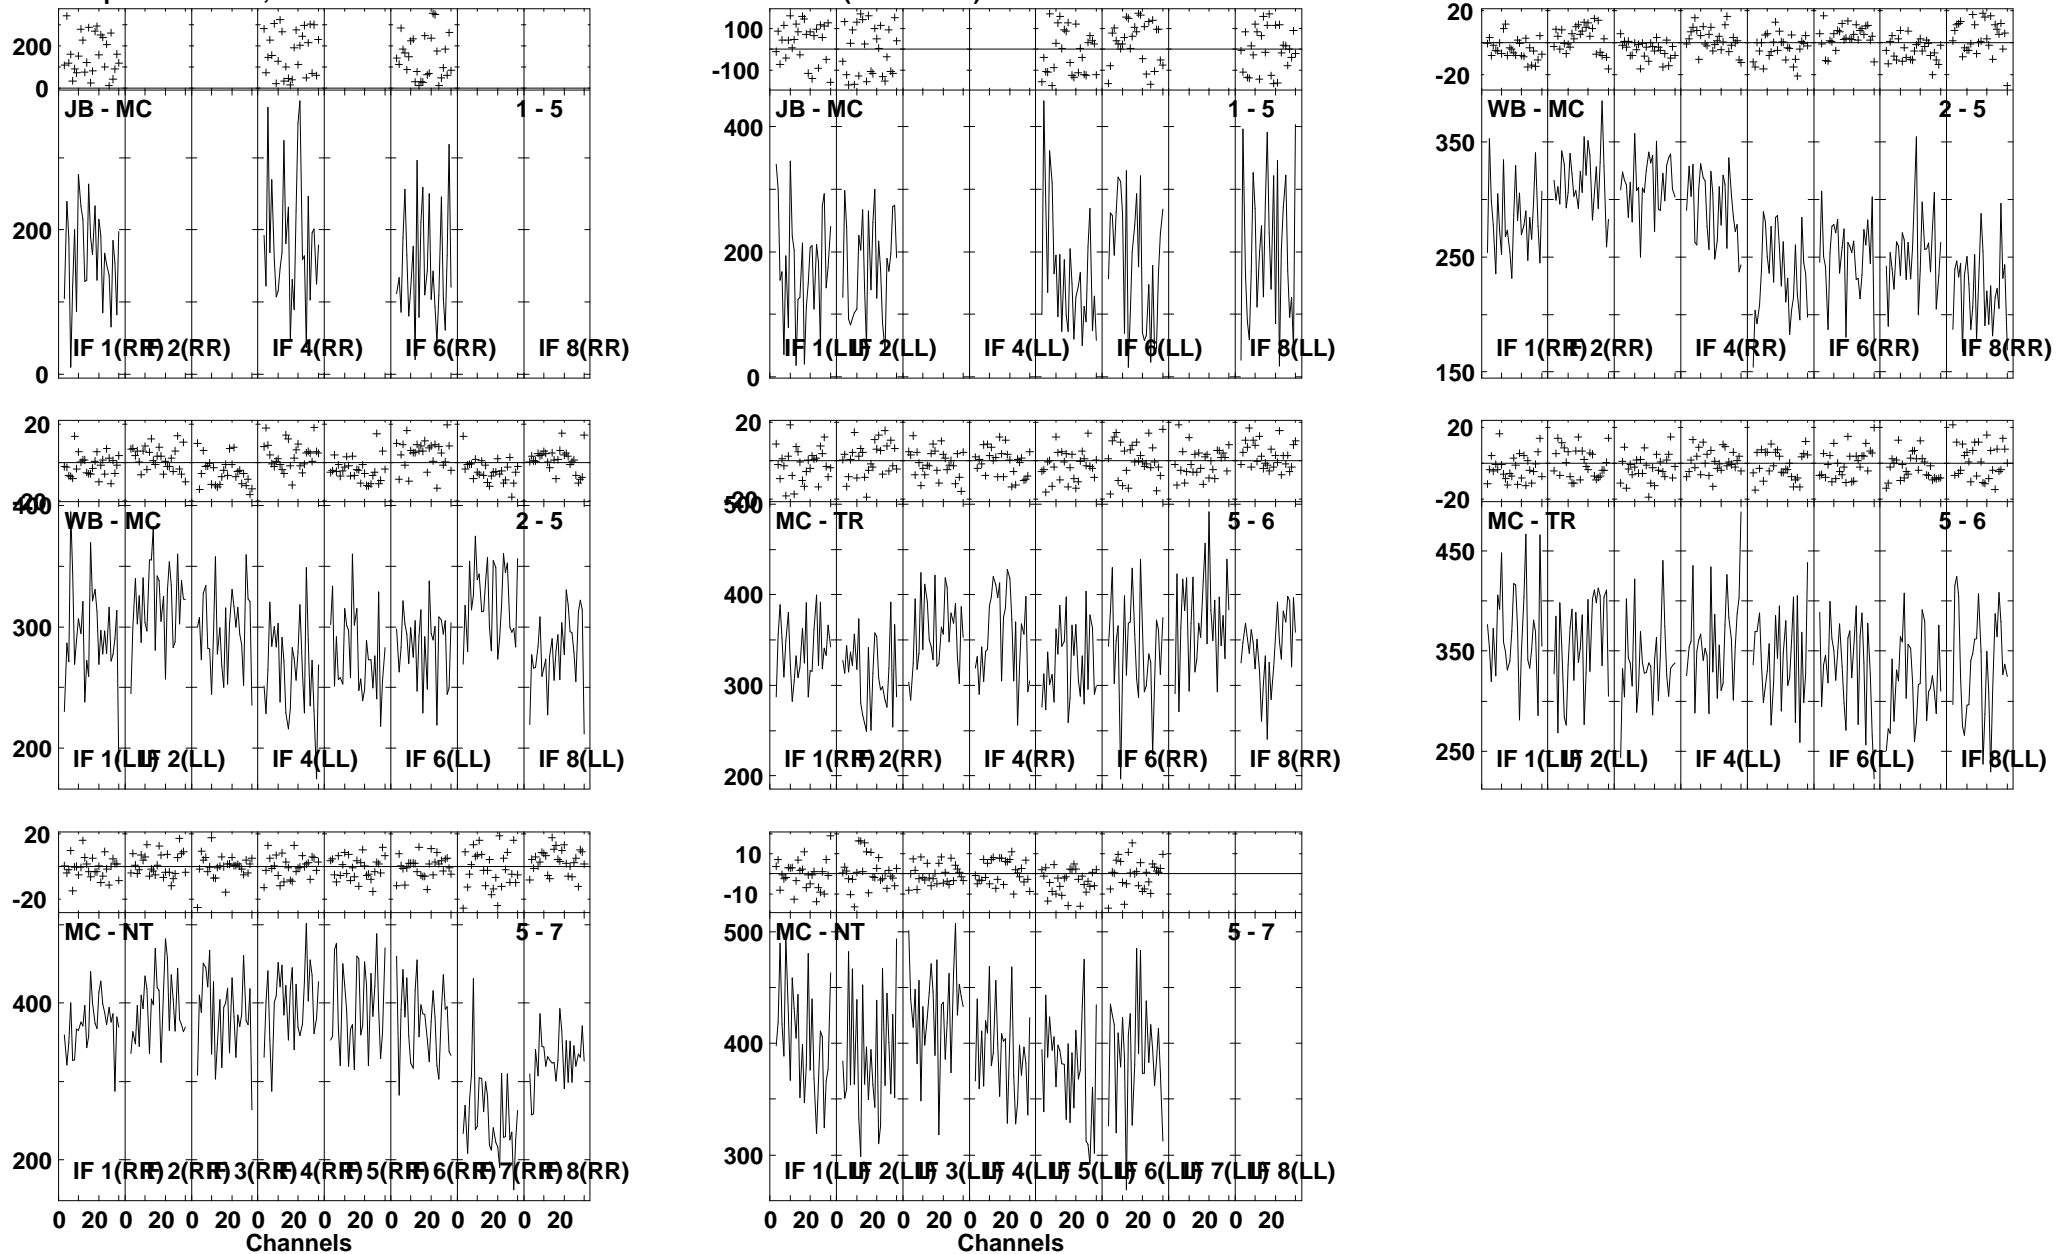 200
0
JB - MC 1 - 5
200
0
IF 1(RR) IF 2(RR) IF 4(RR) IF 6(RR) IF 8(RR)
100
-100
JB - MC 1 - 5
400
200
0
IF 1(LL) IF 2(LL) IF 4(LL) IF 6(LL) IF 8(LL)
20
-20
WB - MC 2 - 5
350
250
150
IF 1(RR) IF 2(RR) IF 4(RR) IF 6(RR) IF 8(RR)
20
-20
400
WB - MC 2 - 5
300
200
IF 1(LL) IF 2(LL) IF 4(LL) IF 6(LL) IF 8(LL)
20
-20
500
MC - TR 5 - 6
400
300
200
IF 1(RR) IF 2(RR) IF 4(RR) IF 6(RR) IF 8(RR)
20
-20
MC - TR 5 - 6
450
350
250
IF 1(LL) IF 2(LL) IF 4(LL) IF 6(LL) IF 8(LL)
20
-20
MC - NT 5 - 7
400
200
IF 1(RR) IF 2(RR) IF 3(RR) IF 4(RR) IF 5(RR) IF 6(RR) IF 7(RR) IF 8(RR)
0 20 0 20 0 20 0 20 0 20 0 20 0 20 0 20
Channels
10
-10
MC - NT 5 - 7
500
400
300
IF 1(LL) IF 2(LL) IF 3(LL) IF 4(LL) IF 5(LL) IF 6(LL) IF 7(LL) IF 8(LL)
0 20 0 20 0 20 0 20 0 20 0 20 0 20 0 20
Channels